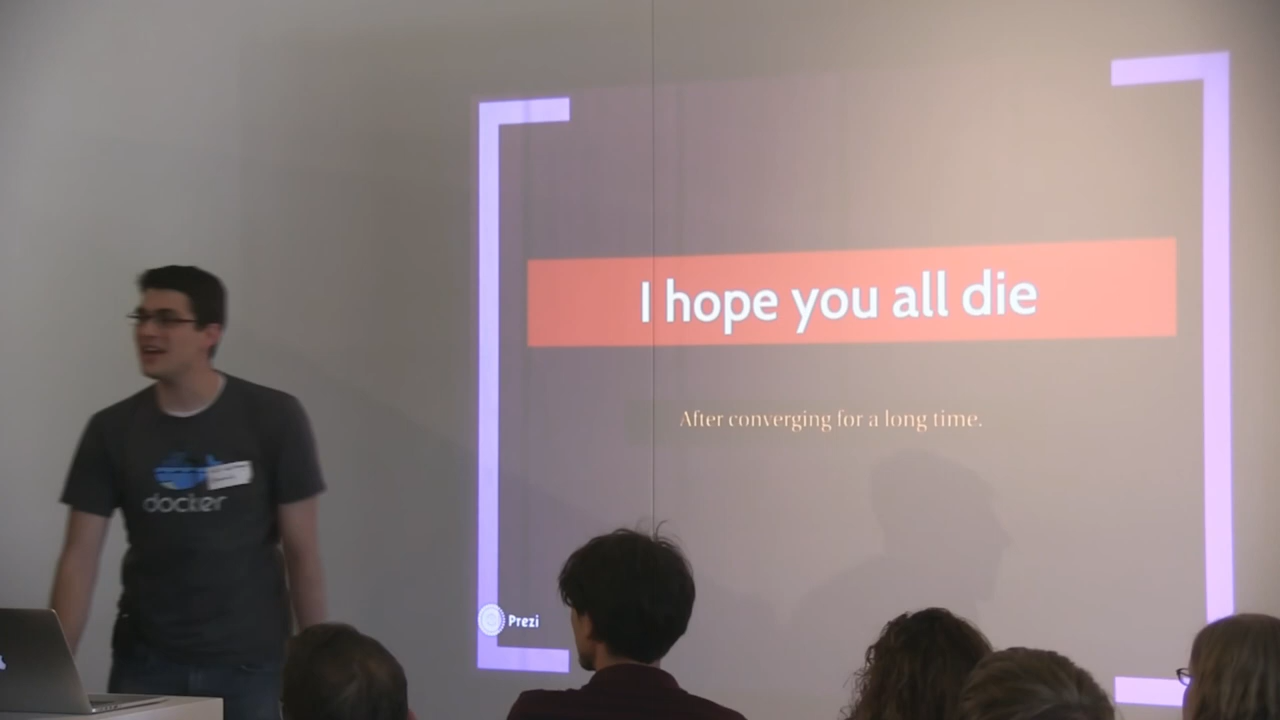 I hope you all die
After converging for a long time.
docker
Prezi